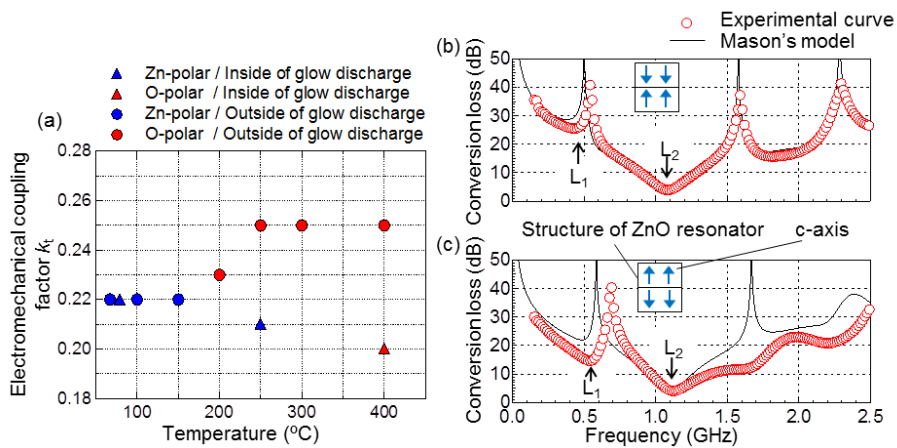 Zn-polar / Inside of glow discharge
O-polar / Inside of glow discharge
Zn-polar / Outside of glow discharge
O-polar / Outside of glow discharge
(a)
Electromechanical coupling
factor kt
0.28
0.26
0.24
0.22
0.20
0.18
100
200
300
400
Temperature (ºC)
Experimental curve
Mason's model
(b)
Conversion loss (dB)
50
40
30
20
10
0
L1
L2
Structure of ZnO resonator
c-axis
(c)
Conversion loss (dB)
50
40
30
20
10
0
L1
L2
0.0
0.5
1.0
1.5
2.0
2.5
Frequency (GHz)